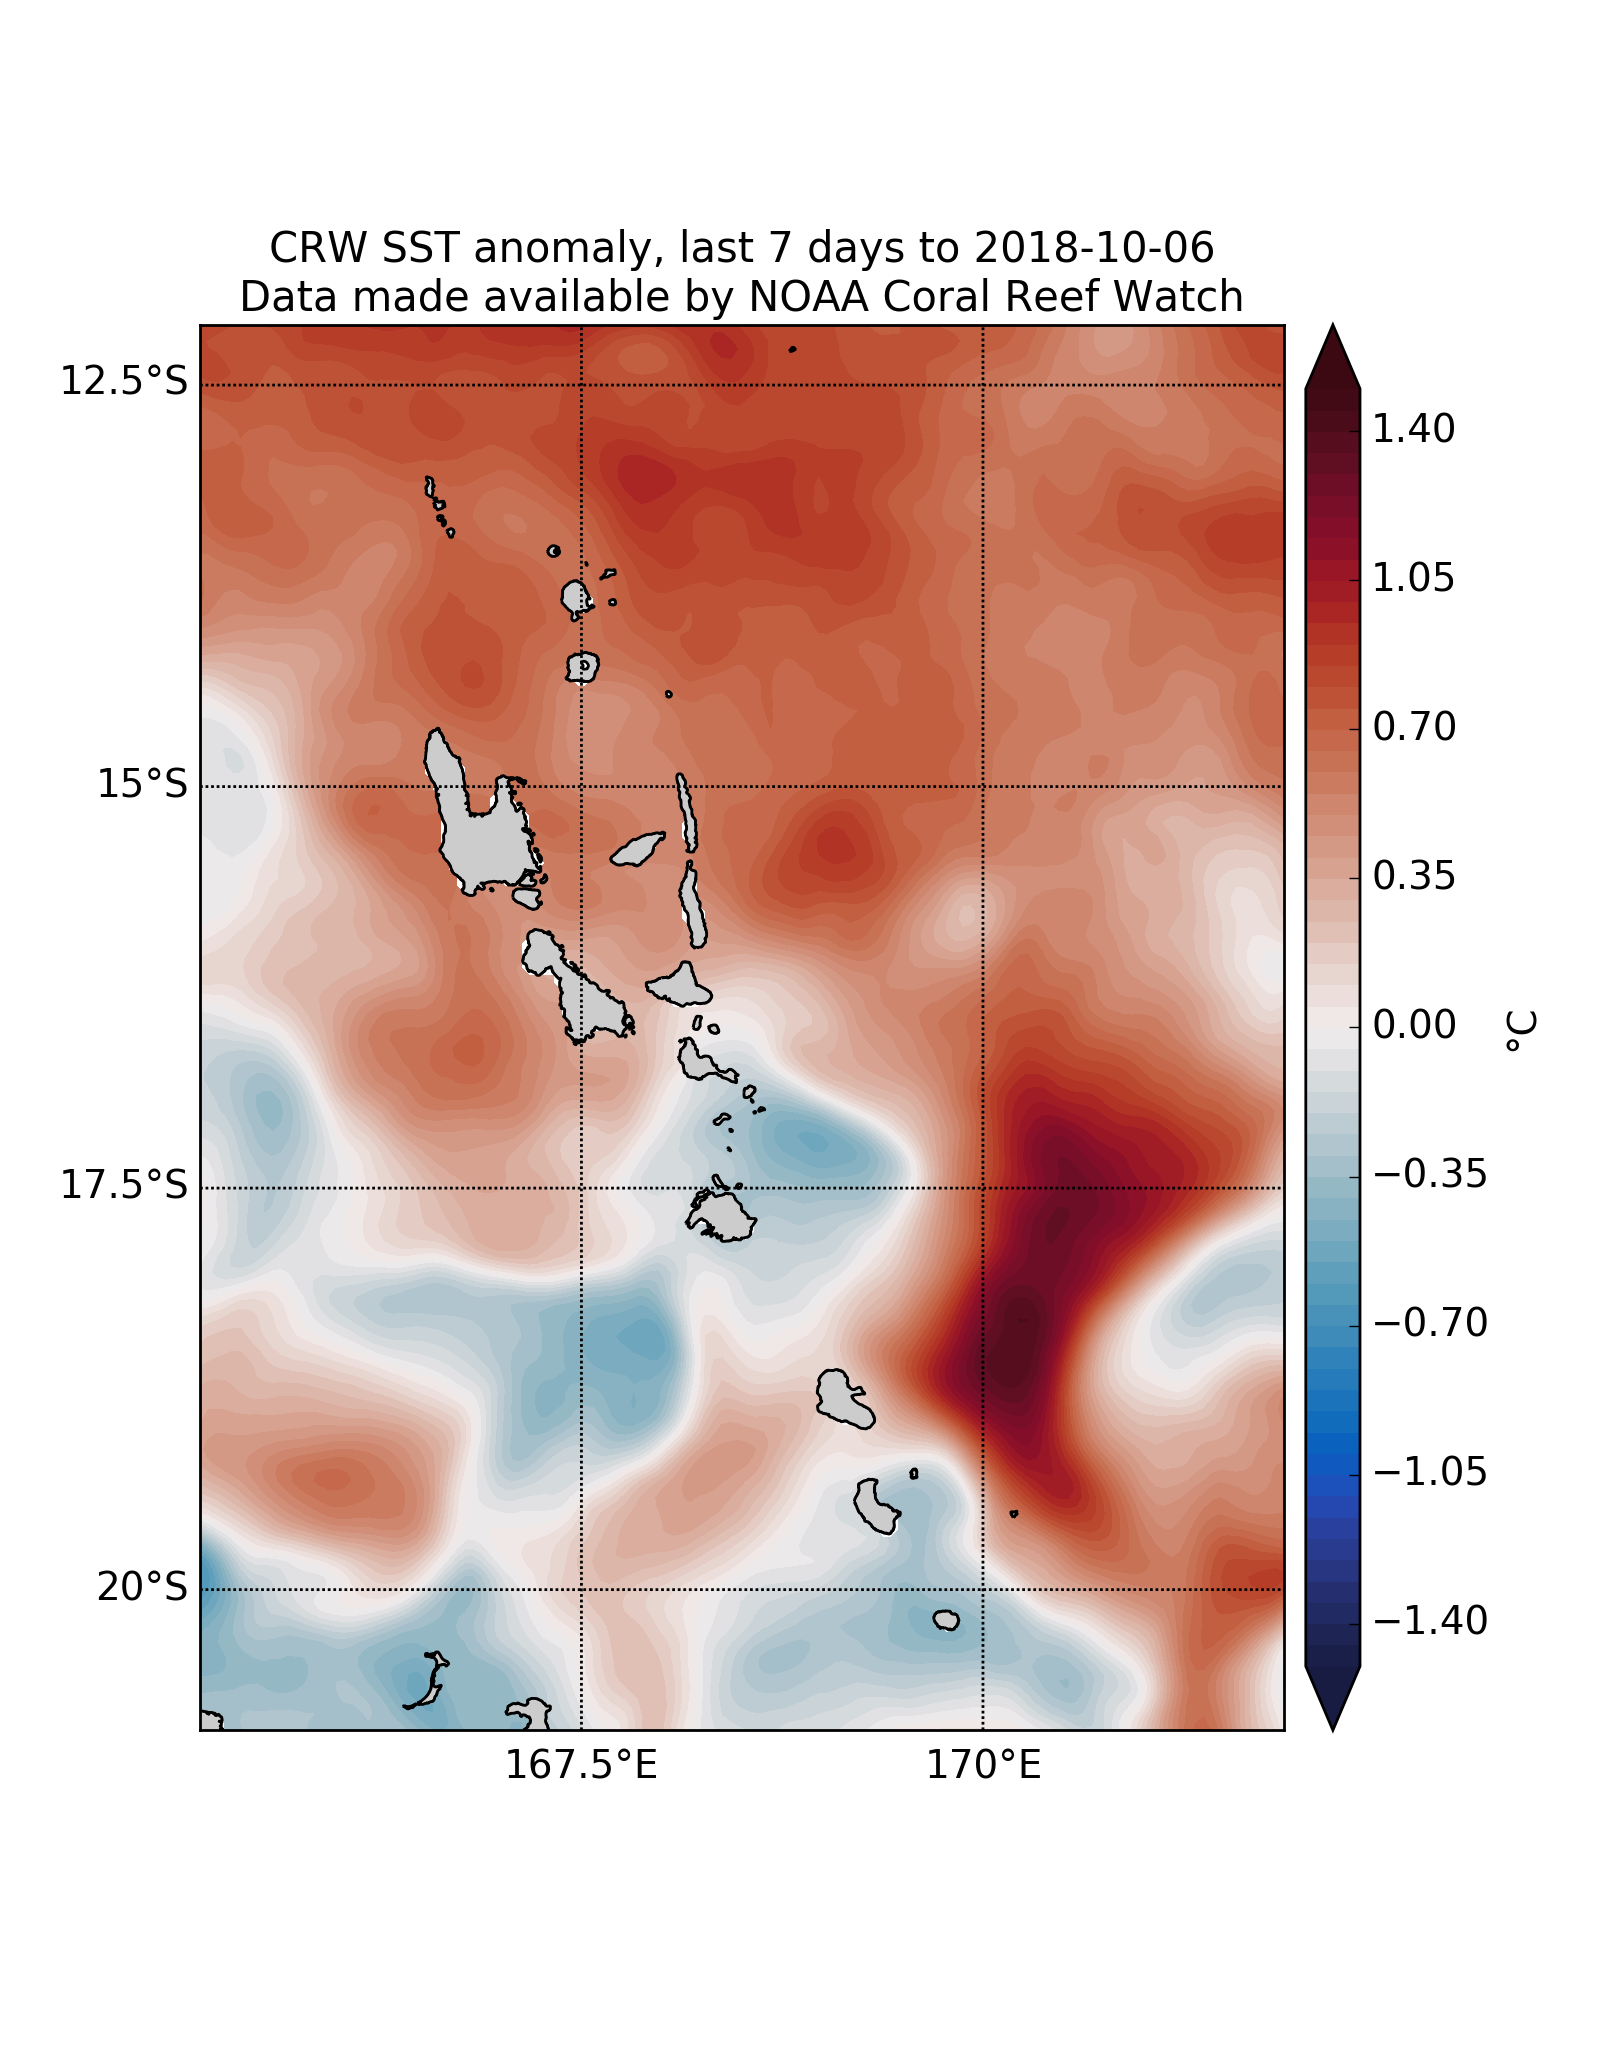 CRW SST anomaly, last 7 days to 2018-10-06
Data made available by NOAA Coral Reef Watch
12.5°S
15°S
17.5°S
20°S
167.5°E
170°E
1.40
1.05
0.70
0.35
0.00
−0.35
−0.70
−1.05
−1.40
°C